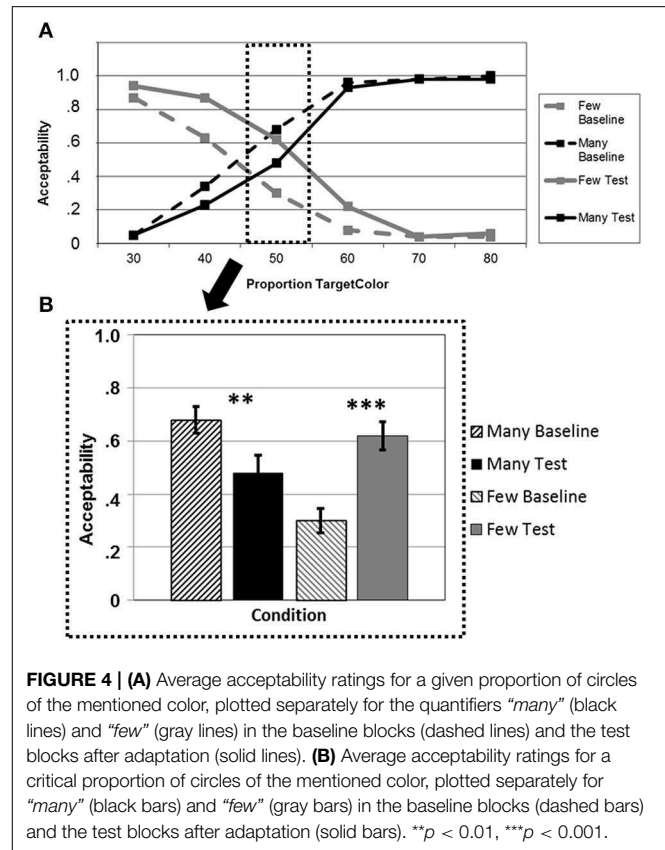 A
1.0
.8
.6
.4
.2
0
Acceptability
30 40 50 60 70 80
Proportion TargetColor
Few
Baseline
Many
Baseline
Few Test
Many Test
B
1.0
.8
.6
.4
.2
0
Acceptability
** ***
Condition
Many Baseline
Many Test
Few Baseline
Few Test
FIGURE 4 | (A) Average acceptability ratings for a given proportion of circles
of the mentioned color, plotted separately for the quantifiers "many" (black
lines) and "few" (gray lines) in the baseline blocks (dashed lines) and the test
blocks after adaptation (solid lines). (B) Average acceptability ratings for a
critical proportion of circles of the mentioned color, plotted separately for
"many" (black bars) and "few" (gray bars) in the baseline blocks (dashed bars)
and the test blocks after adaptation (solid bars). **p < 0.01, ***p < 0.001.